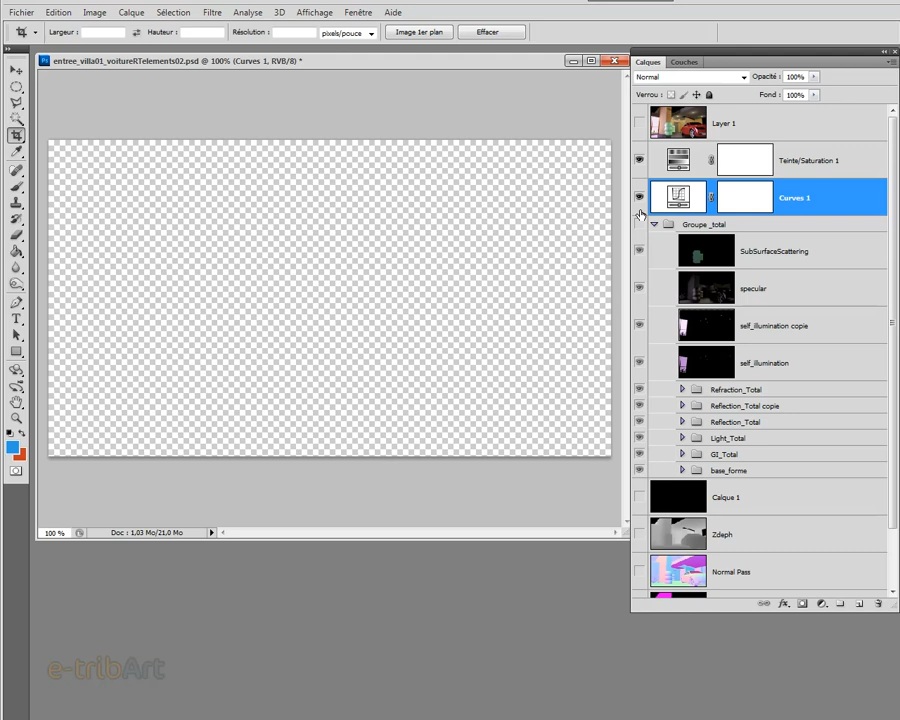 Fichier Edition Image Calque Sélection Filtre Analyse 3D Affichage Fenêtre Aide
Largeur : Hauteur : Résolution : pixels/pouce Image 1er plan Effacer
entree_villa01_voitureRTelements02.psd @ 100% (Curves 1, RVB/8) *
Calques Couches
Normal Opacité : 100%
Verrou : Fond : 100%
Layer 1
Teinte/Saturation 1
Curves 1
Groupe _total
SubSurfaceScattering
specular
self_illumination copie
self_illumination
Refraction_Total
Reflection_Total copie
Reflection_Total
Light_Total
GI_Total
base_forme
Calque 1
Zdeph
Normal Pass
100 % Doc : 1,03 Mo/21,0 Mo
e-tribArt